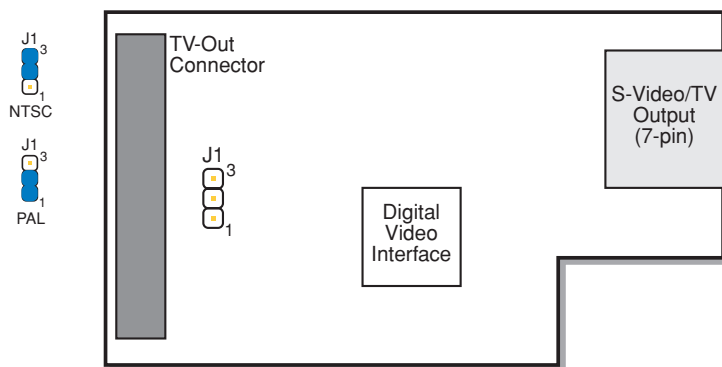 J1
3
1
NTSC
J1
3
1
PAL
TV-Out
Connector
J1
3
1
Digital
Video
Interface
S-Video/TV
Output
(7-pin)